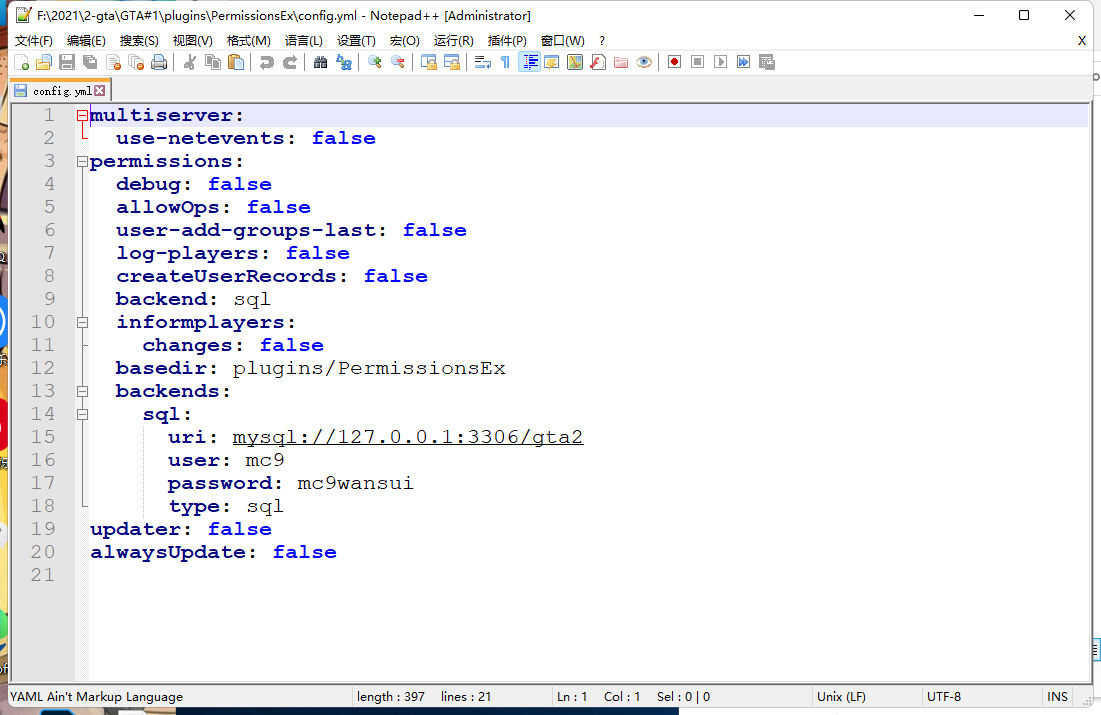 F:\2021\2-gta\GTA#1\plugins\PermissionsEx\config.yml - Notepad++ [Administrator]
文件(F) 编辑(E) 搜索(S) 视图(V) 格式(M) 语言(L) 设置(T) 宏(O) 运行(R) 插件(P) 窗口(W) ? X
config.yml
1 multiserver:
2 use-netevents: false
3 permissions:
4 debug: false
5 allowOps: false
6 user-add-groups-last: false
7 log-players: false
8 createUserRecords: false
9 backend: sql
10 informplayers:
11 changes: false
12 basedir: plugins/PermissionsEx
13 backends:
14 sql:
15 uri: mysql://127.0.0.1:3306/gta2
16 user: mc9
17 password: mc9wansui
18 type: sql
19 updater: false
20 alwaysUpdate: false
21
YAML Ain't Markup Language length : 397 lines : 21 Ln : 1 Col : 1 Sel : 0 | 0 Unix (LF) UTF-8 INS